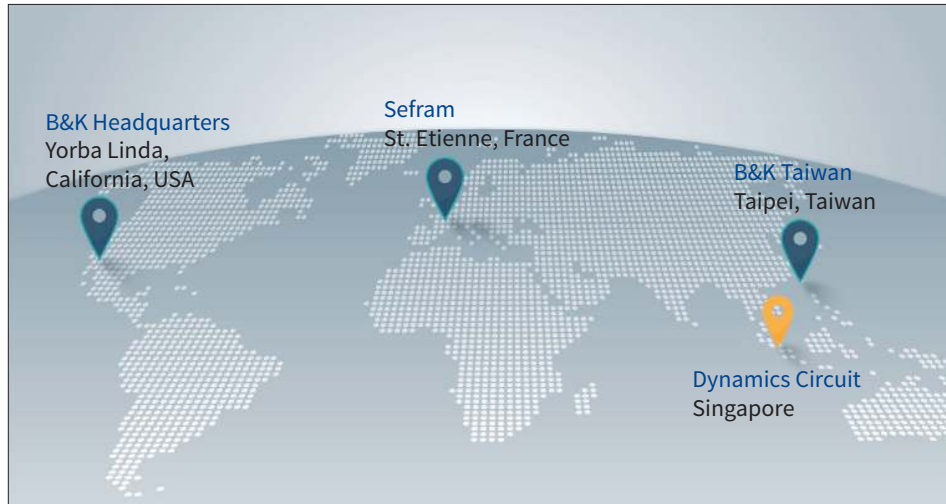 B&K Headquarters
Yorba Linda,
California, USA
Sefram
St. Etienne, France
B&K Taiwan
Taipei, Taiwan
Dynamics Circuit
Singapore